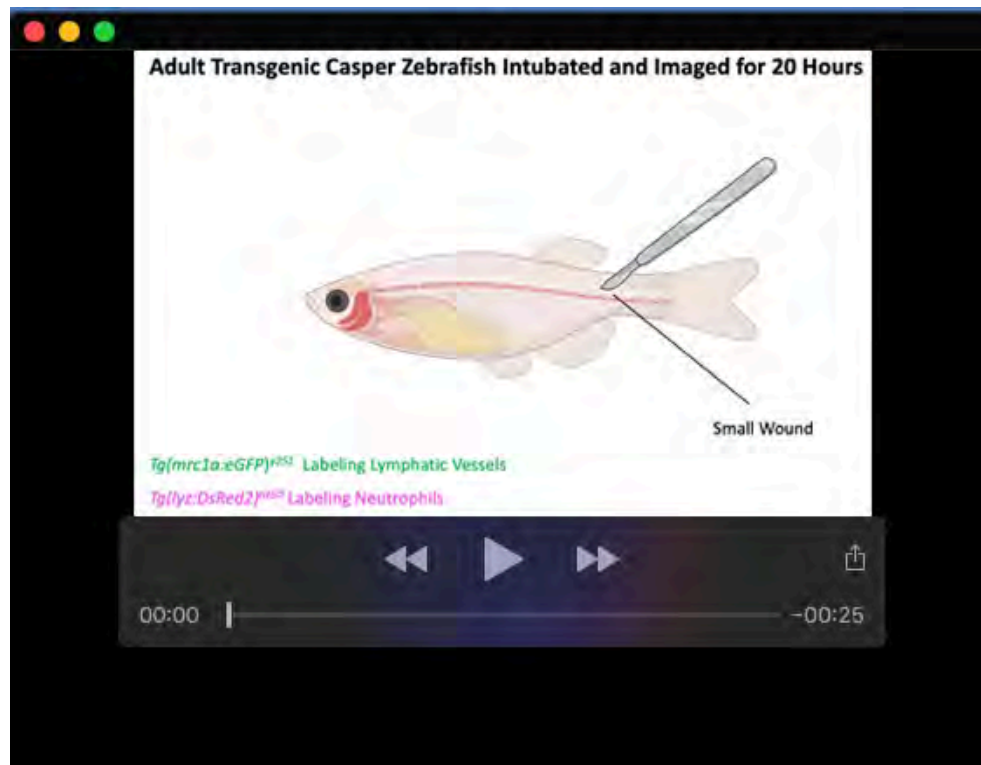 Adult Transgenic Casper Zebrafish Intubated and Imaged for 20 Hours
Small Wound
Tg(mrc1a:eGFP)ʸ²⁵¹ Labeling Lymphatic Vessels
Tg(lyz:DsRed2) Labeling Neutrophils
00:00
-00:25